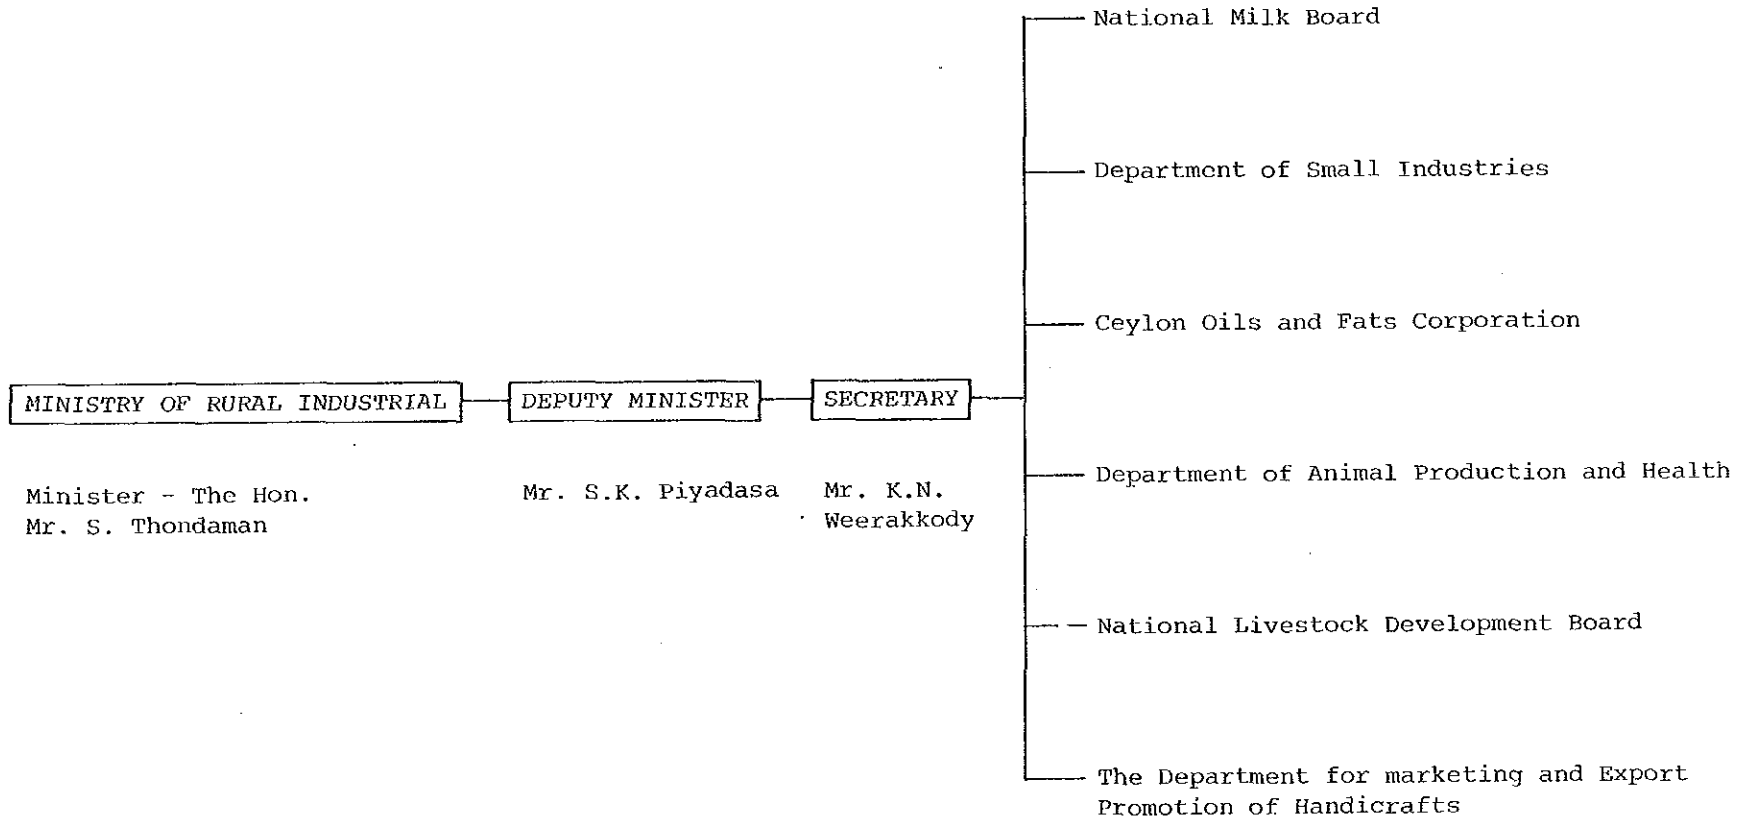 National Milk Board
Department of Small Industries
Ceylon Oils and Fats Corporation
MINISTRY OF RURAL INDUSTRIAL
DEPUTY MINISTER
SECRETARY
Minister - The Hon.
Mr. S. Thondaman
Mr. S.K. Piyadasa
Mr. K.N.
Weerakkody
Department of Animal Production and Health
National Livestock Development Board
The Department for marketing and Export
Promotion of Handicrafts